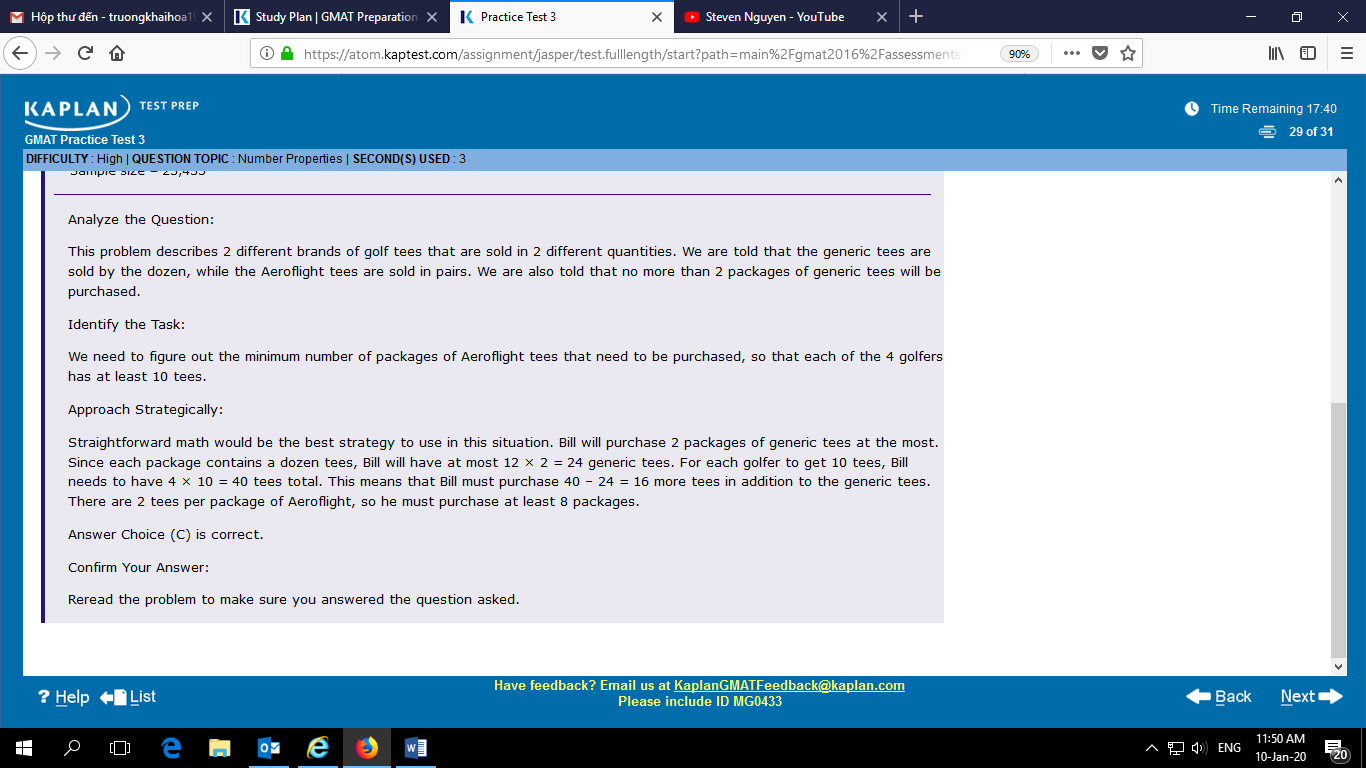 Hộp thư đến - truongkhaihoa1
Study Plan | GMAT Preparation
Practice Test 3
Steven Nguyen - YouTube
https://atom.kaptest.com/assignment/jasper/test.fulllength/start?path=main%2Fgmat2016%2Fassessments
90%
KAPLAN TEST PREP
Time Remaining 17:40
GMAT Practice Test 3
29 of 31
DIFFICULTY : High | QUESTION TOPIC : Number Properties | SECOND(S) USED : 3
Sample size = 23,435
Analyze the Question:
This problem describes 2 different brands of golf tees that are sold in 2 different quantities. We are told that the generic tees are
sold by the dozen, while the Aeroflight tees are sold in pairs. We are also told that no more than 2 packages of generic tees will be
purchased.
Identify the Task:
We need to figure out the minimum number of packages of Aeroflight tees that need to be purchased, so that each of the 4 golfers
has at least 10 tees.
Approach Strategically:
Straightforward math would be the best strategy to use in this situation. Bill will purchase 2 packages of generic tees at the most.
Since each package contains a dozen tees, Bill will have at most 12 × 2 = 24 generic tees. For each golfer to get 10 tees, Bill
needs to have 4 × 10 = 40 tees total. This means that Bill must purchase 40 – 24 = 16 more tees in addition to the generic tees.
There are 2 tees per package of Aeroflight, so he must purchase at least 8 packages.
Answer Choice (C) is correct.
Confirm Your Answer:
Reread the problem to make sure you answered the question asked.
? Help
List
Have feedback? Email us at KaplanGMATFeedback@kaplan.com
Please include ID MG0433
Back
Next
ENG
11:50 AM
10-Jan-20
20